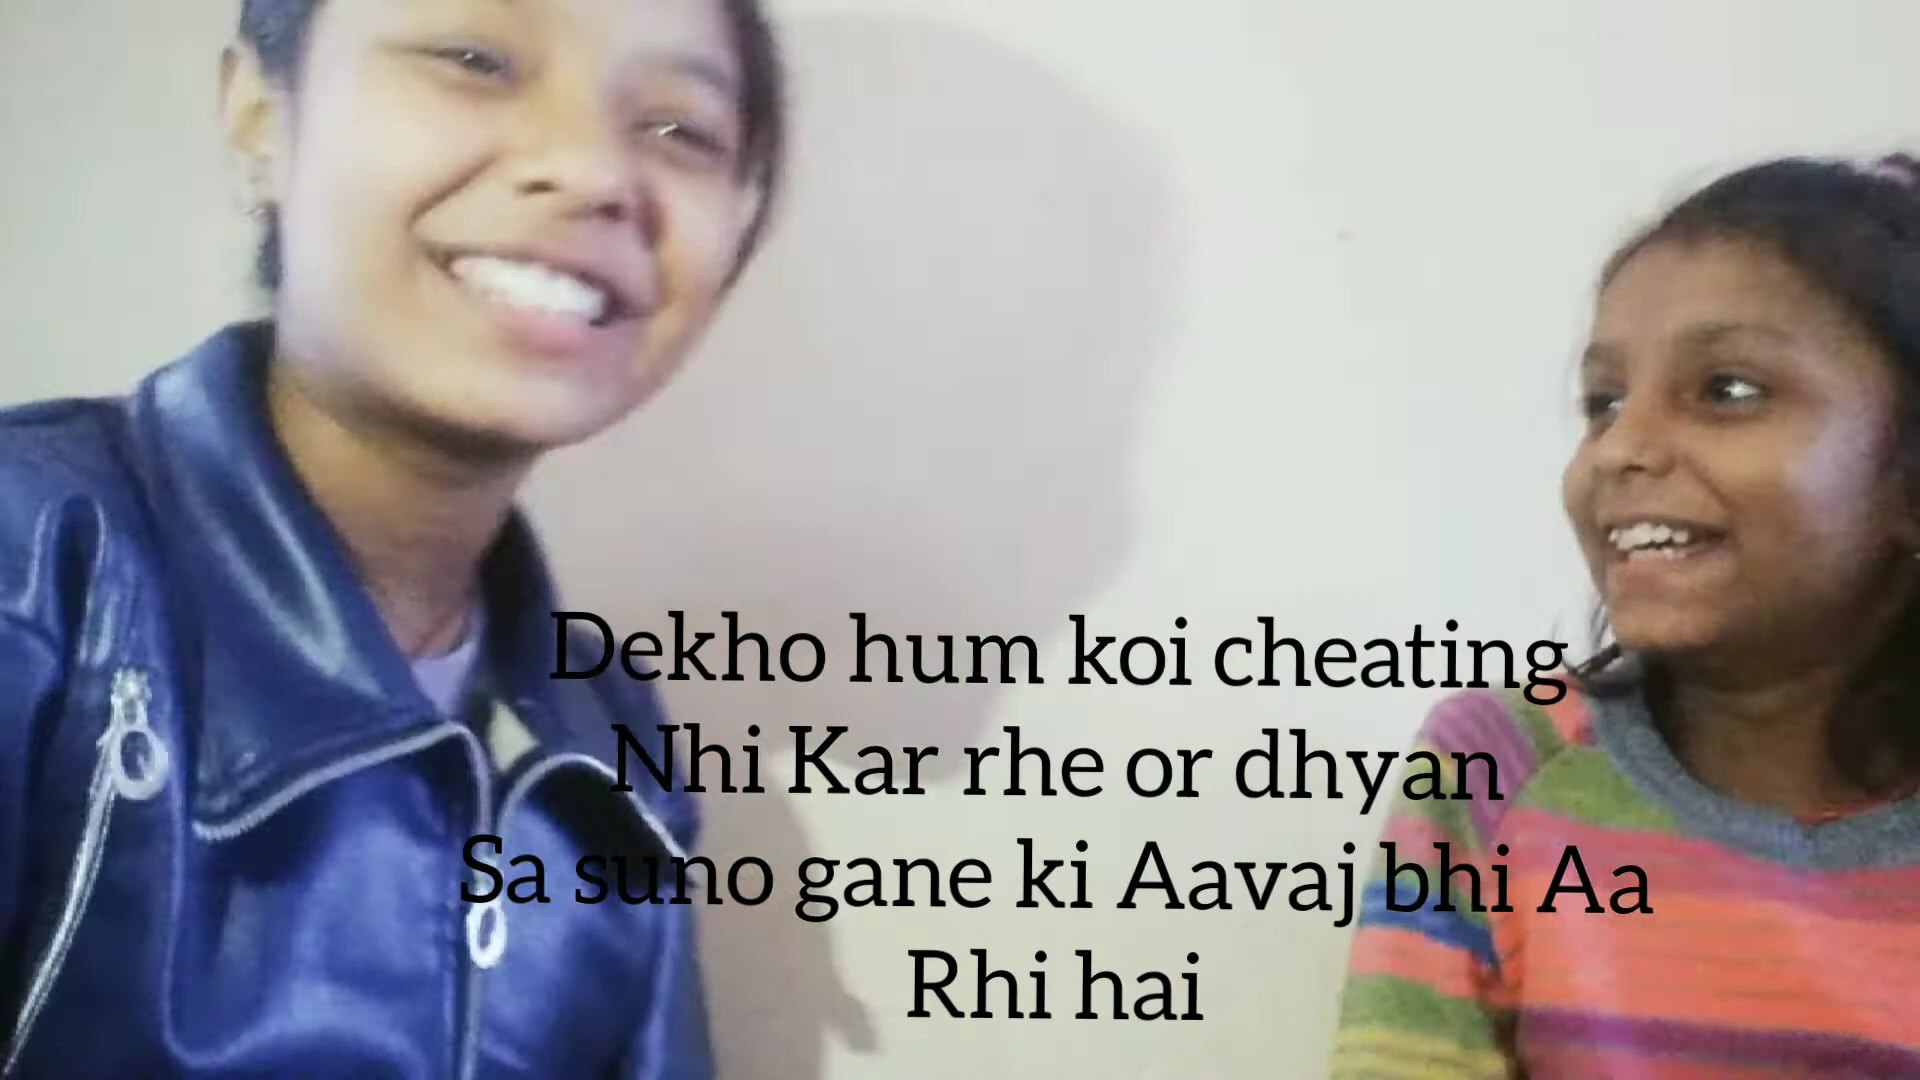 Dekho hum koi cheating
Nhi Kar rhe or dhyan
Sa suno gane ki Aavaj bhi Aa
Rhi hai